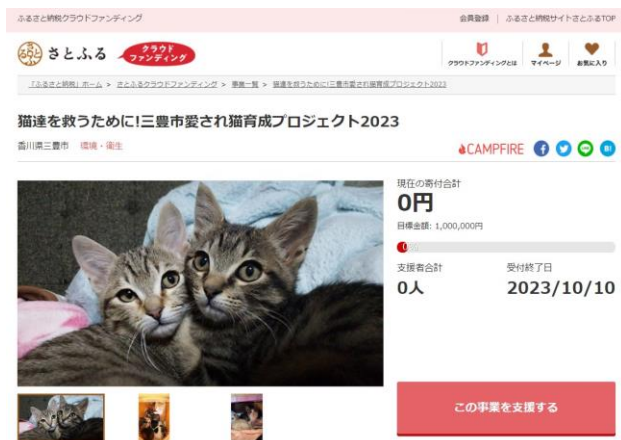 ふるさと納税クラウドファンディング
会員登録 | ふるさと納税サイトさとふるTOP
さとふる クラウドファンディング
クラウドファンディングとは マイページ お気に入り
「ふるさと納税」ホーム > さとふるクラウドファンディング > 事業一覧 > 猫達を救うために!三豊市愛され猫育成プロジェクト2023
猫達を救うために!三豊市愛され猫育成プロジェクト2023
香川県三豊市 環境・衛生
CAMPFIRE
現在の寄付合計
0円
目標金額: 1,000,000円
0
支援者合計 受付終了日
0人 2023/10/10
この事業を支援する